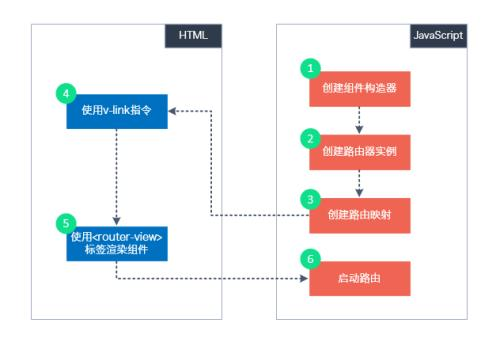 HTML
JavaScript
1
创建组件构造器
4
使用v-link指令
2
创建路由器实例
3
创建路由映射
5
使用<router-view>
标签渲染组件
6
启动路由